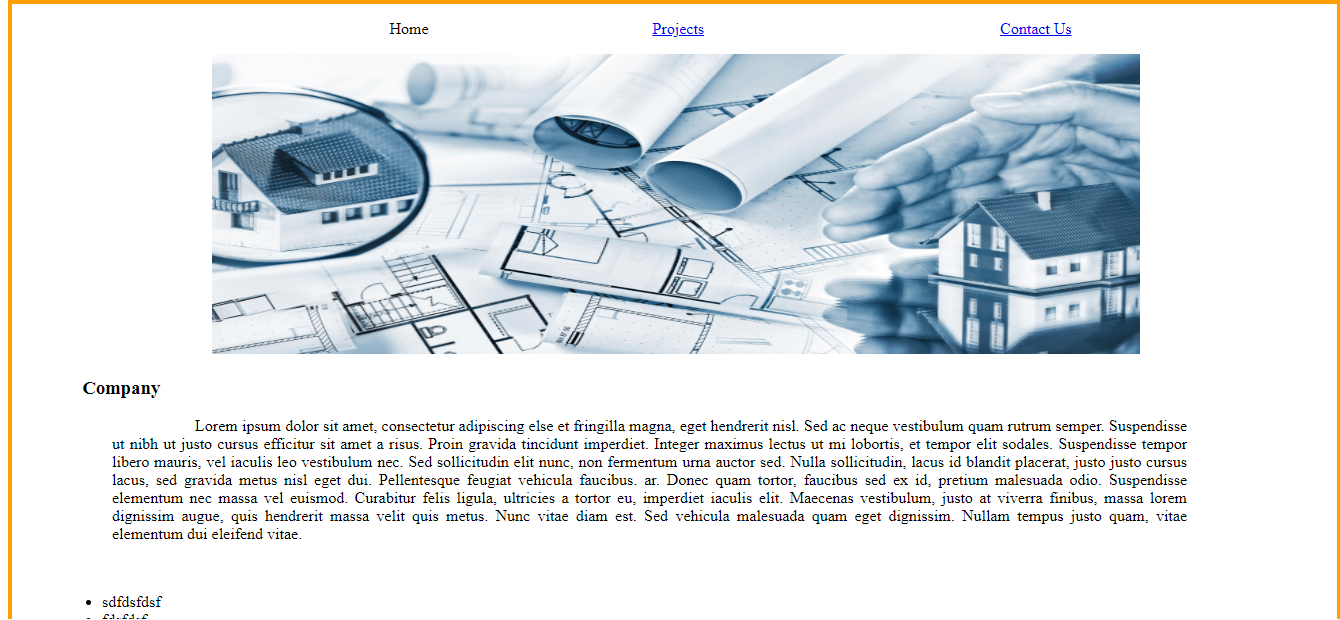 Home Projects Contact Us
Company
Lorem ipsum dolor sit amet, consectetur adipiscing else et fringilla magna, eget hendrerit nisl. Sed ac neque vestibulum quam rutrum semper. Suspendisse
ut nibh ut justo cursus efficitur sit amet a risus. Proin gravida tincidunt imperdiet. Integer maximus lectus ut mi lobortis, et tempor elit sodales. Suspendisse tempor
libero mauris, vel iaculis leo vestibulum nec. Sed sollicitudin elit nunc, non fermentum urna auctor sed. Nulla sollicitudin, lacus id blandit placerat, justo justo cursus
lacus, sed gravida metus nisl eget dui. Pellentesque feugiat vehicula faucibus. ar. Donec quam tortor, faucibus sed ex id, pretium malesuada odio. Suspendisse
elementum nec massa vel euismod. Curabitur felis ligula, ultricies a tortor eu, imperdiet iaculis elit. Maecenas vestibulum, justo at viverra finibus, massa lorem
dignissim augue, quis hendrerit massa velit quis metus. Nunc vitae diam est. Sed vehicula malesuada quam eget dignissim. Nullam tempus justo quam, vitae
elementum dui eleifend vitae.
sdfdsfdsf